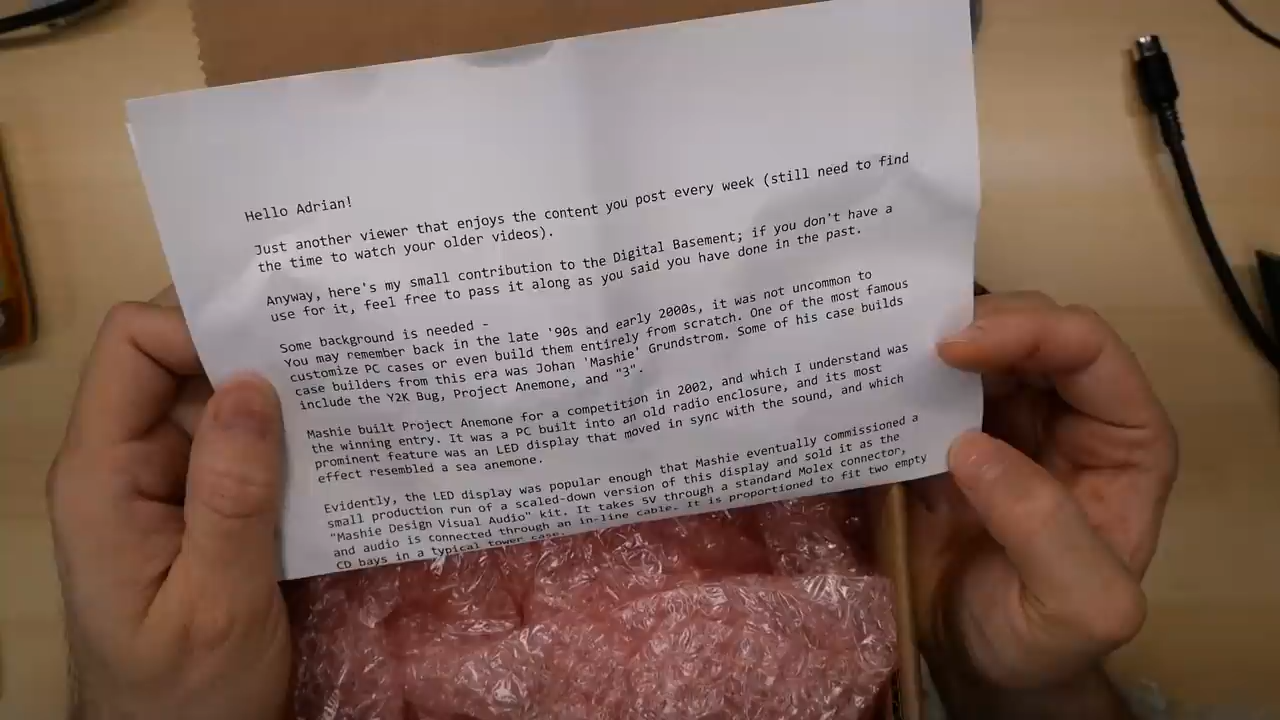 Hello Adrian!
Just another viewer that enjoys the content you post every week (still need to find
the time to watch your older videos).
Anyway, here's my small contribution to the Digital Basement; if you don't have a
use for it, feel free to pass it along as you said you have done in the past.
Some background is needed -
You may remember back in the late '90s and early 2000s, it was not uncommon to
customize PC cases or even build them entirely from scratch. One of the most famous
case builders from this era was Johan 'Mashie' Grundstrom. Some of his case builds
include the Y2K Bug, Project Anemone, and "3".
Mashie built Project Anemone for a competition in 2002, and which I understand was
the winning entry. It was a PC built into an old radio enclosure, and its most
prominent feature was an LED display that moved in sync with the sound, and which
effect resembled a sea anemone.
Evidently, the LED display was popular enough that Mashie eventually commissioned a
small production run of a scaled-down version of this display and sold it as the
"Mashie Design Visual Audio" kit. It takes 5V through a standard Molex connector,
and audio is connected through an in-line cable. It is proportioned to fit two empty
CD bays in a typical tower case.